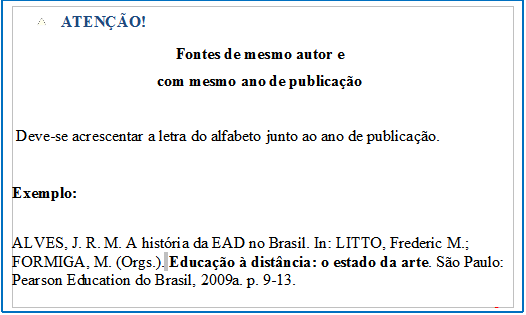 ATENÇÃO!
Fontes de mesmo autor e
com mesmo ano de publicação
Deve-se acrescentar a letra do alfabeto junto ao ano de publicação.
Exemplo:
ALVES, J. R. M. A história da EAD no Brasil. In: LITTO, Frederic M.;
FORMIGA, M. (Orgs.). Educação à distância: o estado da arte. São Paulo:
Pearson Education do Brasil, 2009a. p. 9-13.